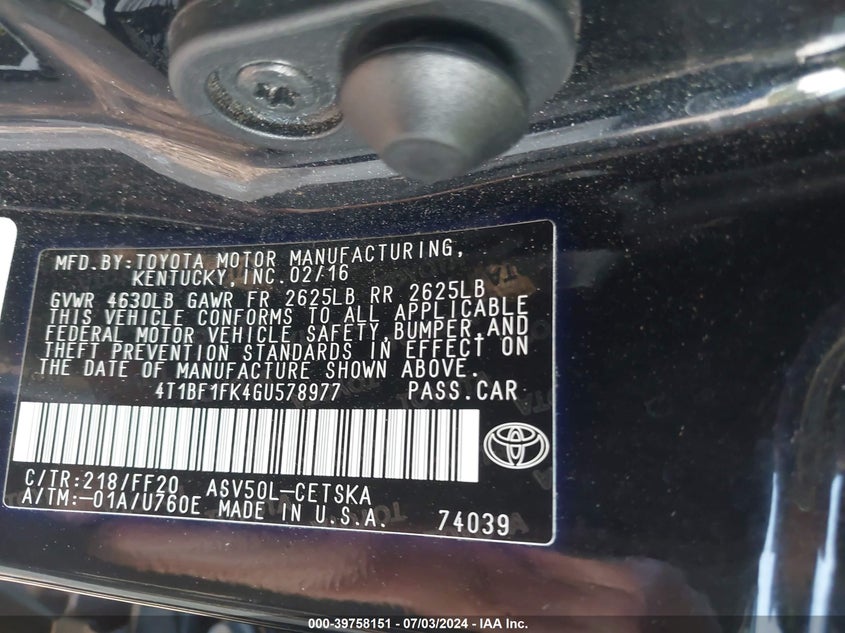 MFD.BY:TOYOTA MOTOR MANUFACTURING,
KENTUCKY, INC. 02/16
GVWR 4630LB GAWR FR 2625LB RR 2625LB
THIS VEHICLE CONFORMS TO ALL APPLICABLE
FEDERAL MOTOR VEHICLE SAFETY, BUMPER, AND
THEFT PREVENTION STANDARDS IN EFFECT ON
THE DATE OF MANUFACTURE SHOWN ABOVE.
4T1BF1FK4GU578977 PASS.CAR
C/TR:218/FF20 ASV50L-CETSKA
A/TM:-01A/U760E MADE IN U.S.A. 74039
000-39758151 / 07/03/2024 - IAA Inc.